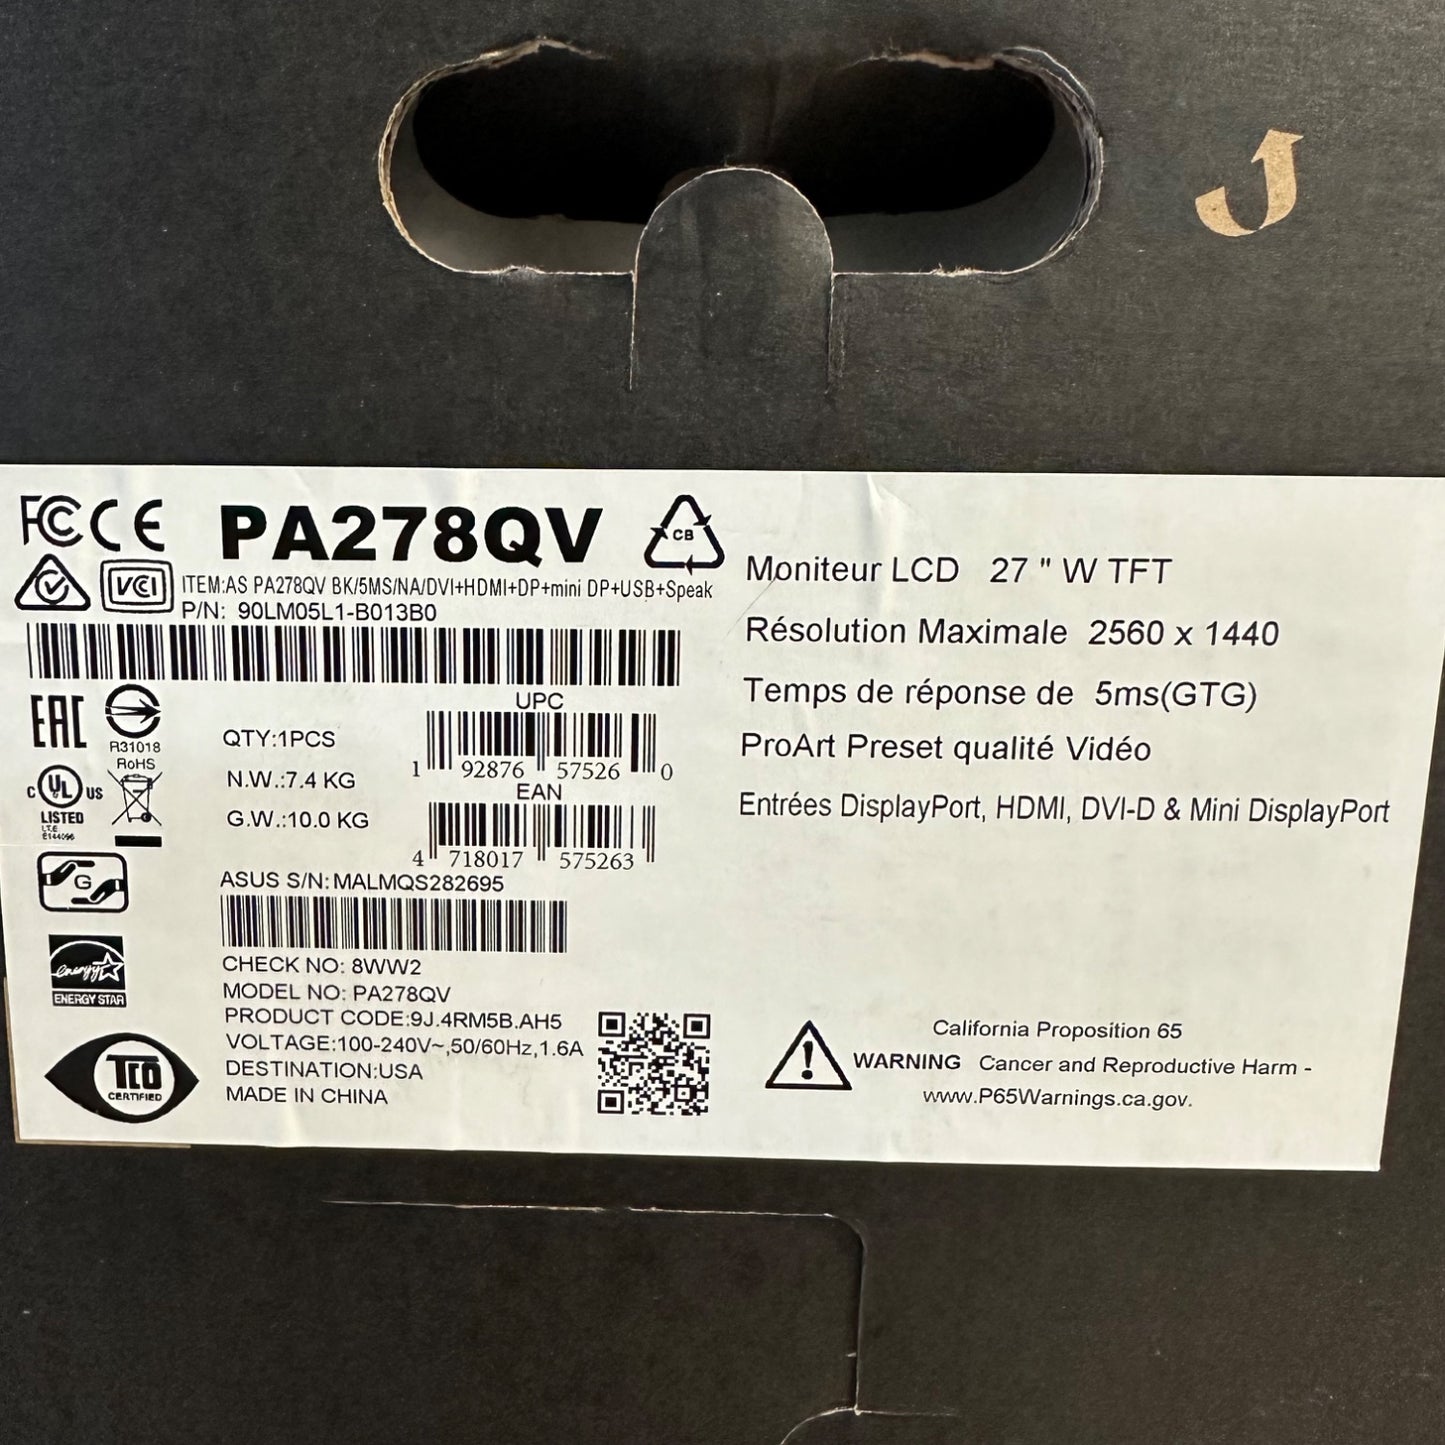 FC CE
PA278QV
CB
VCCI
ITEM:AS PA278QV BK/5MS/NA/DVI+HDMI+DP+mini DP+USB+Speak
P/N: 90LM05L1-B013B0
EAC
R31018
RoHS
C UL US
LISTED
I.T.E
E144096
G
energy
ENERGY STAR
TCO
CERTIFIED
QTY:1PCS
N.W.:7.4 KG
G.W.:10.0 KG
UPC
1 92876 57526 0
EAN
4 718017 575263
ASUS S/N: MALMQS282695
CHECK NO: 8WW2
MODEL NO: PA278QV
PRODUCT CODE:9J.4RM5B.AH5
VOLTAGE:100-240V~,50/60Hz,1.6A
DESTINATION:USA
MADE IN CHINA
Moniteur LCD 27 " W TFT
Résolution Maximale 2560 x 1440
Temps de réponse de 5ms(GTG)
ProArt Preset qualité Vidéo
Entrées DisplayPort, HDMI, DVI-D & Mini DisplayPort
California Proposition 65
WARNING Cancer and Reproductive Harm -
www.P65Warnings.ca.gov.